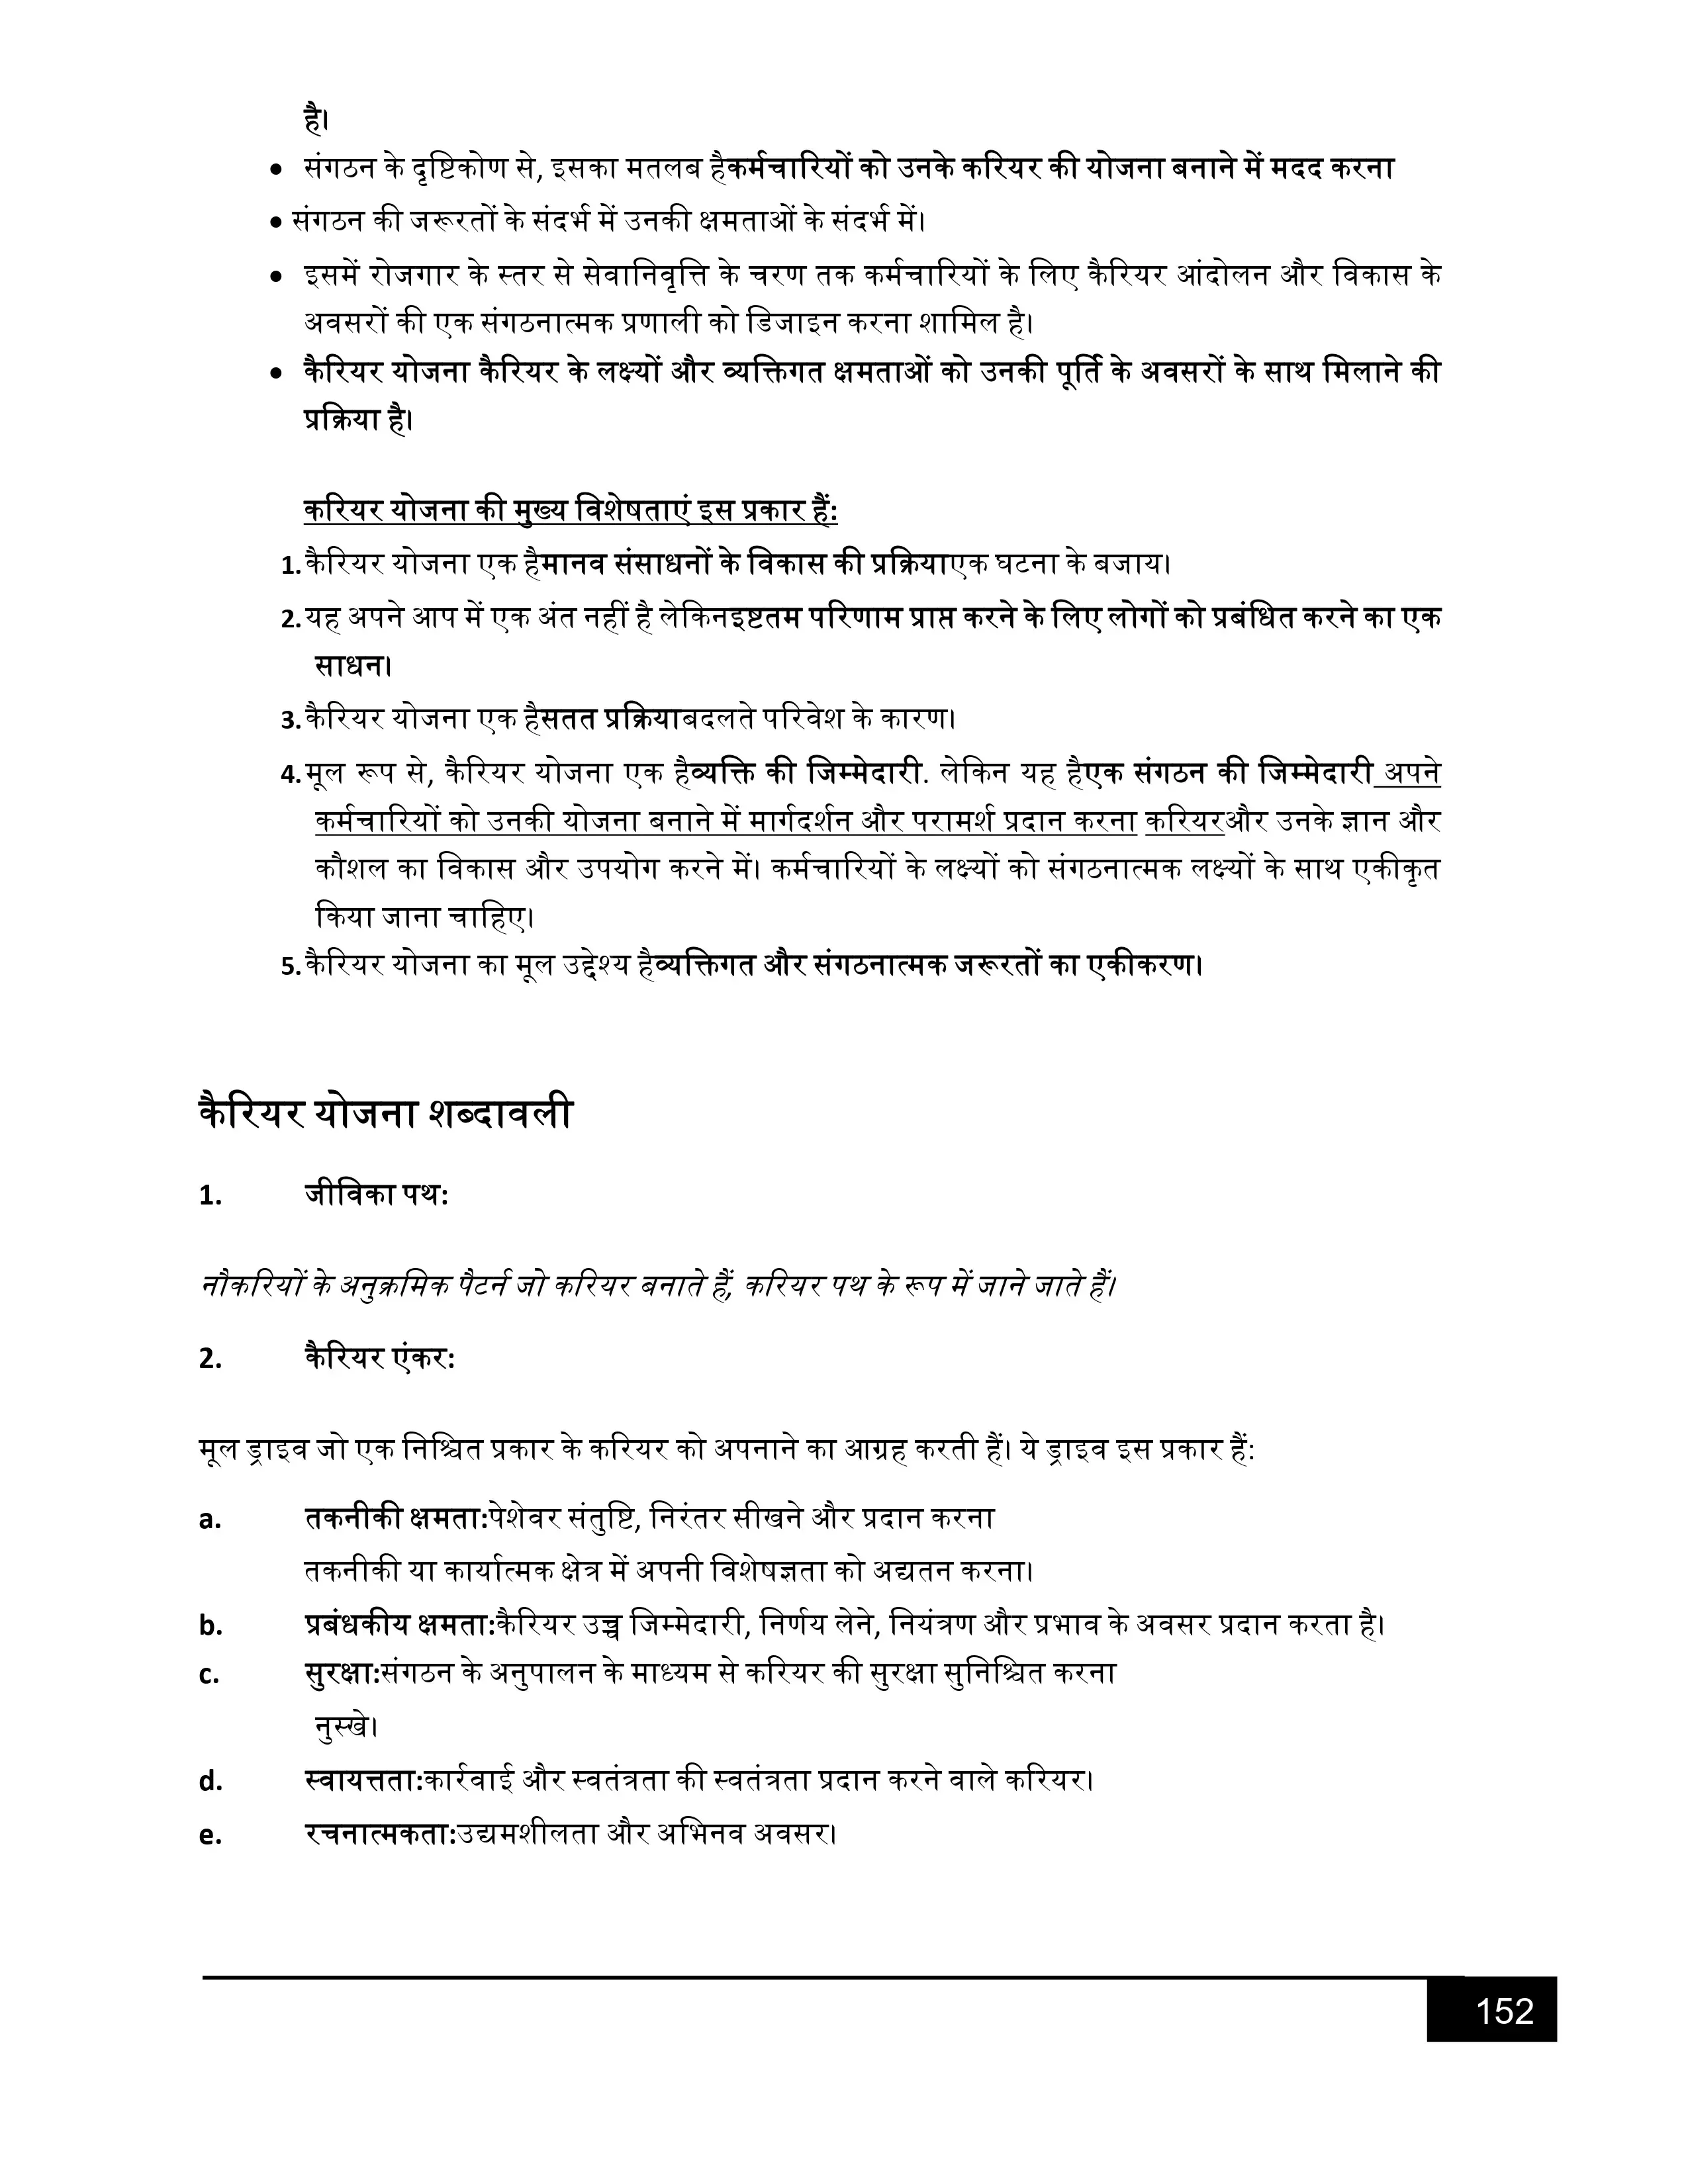 है।
• संगठन के दृष्टिकोण से, इसका मतलब हैकर्मचारियों को उनके करियर की योजना बनाने में मदद करना
• संगठन की जरूरतों के संदर्भ में उनकी क्षमताओं के संदर्भ में।
• इसमें रोजगार के स्तर से सेवानिवृत्ति के चरण तक कर्मचारियों के लिए कैरियर आंदोलन और विकास के
अवसरों की एक संगठनात्मक प्रणाली को डिजाइन करना शामिल है।
• कैरियर योजना कैरियर के लक्ष्यों और व्यक्तिगत क्षमताओं को उनकी पूर्ति के अवसरों के साथ मिलाने की
प्रक्रिया है।
करियर योजना की मुख्य विशेषताएं इस प्रकार हैं:
1.कैरियर योजना एक हैमानव संसाधनों के विकास की प्रक्रियाएक घटना के बजाय।
2.यह अपने आप में एक अंत नहीं है लेकिनइष्टतम परिणाम प्राप्त करने के लिए लोगों को प्रबंधित करने का एक
साधन।
3.कैरियर योजना एक हैसतत प्रक्रियाबदलते परिवेश के कारण।
4.मूल रूप से, कैरियर योजना एक हैव्यक्ति की जिम्मेदारी. लेकिन यह हैएक संगठन की जिम्मेदारी अपने
कर्मचारियों को उनकी योजना बनाने में मार्गदर्शन और परामर्श प्रदान करना करियरऔर उनके ज्ञान और
कौशल का विकास और उपयोग करने में। कर्मचारियों के लक्ष्यों को संगठनात्मक लक्ष्यों के साथ एकीकृत
किया जाना चाहिए।
5.कैरियर योजना का मूल उद्देश्य हैव्यक्तिगत और संगठनात्मक जरूरतों का एकीकरण।
कैरियर योजना शब्दावली
1. जीविका पथ:
नौकरियों के अनुक्रमिक पैटर्न जो करियर बनाते हैं, करियर पथ के रूप में जाने जाते हैं।
2. कैरियर एंकर:
मूल ड्राइव जो एक निश्चित प्रकार के करियर को अपनाने का आग्रह करती हैं। ये ड्राइव इस प्रकार हैं:
a. तकनीकी क्षमता:पेशेवर संतुष्टि, निरंतर सीखने और प्रदान करना
तकनीकी या कार्यात्मक क्षेत्र में अपनी विशेषज्ञता को अद्यतन करना।
b. प्रबंधकीय क्षमता:कैरियर उच्च जिम्मेदारी, निर्णय लेने, नियंत्रण और प्रभाव के अवसर प्रदान करता है।
c. सुरक्षा:संगठन के अनुपालन के माध्यम से करियर की सुरक्षा सुनिश्चित करना
नुस्खे।
d. स्वायत्तता:कार्रवाई और स्वतंत्रता की स्वतंत्रता प्रदान करने वाले करियर।
e. रचनात्मकता:उद्यमशीलता और अभिनव अवसर।
152